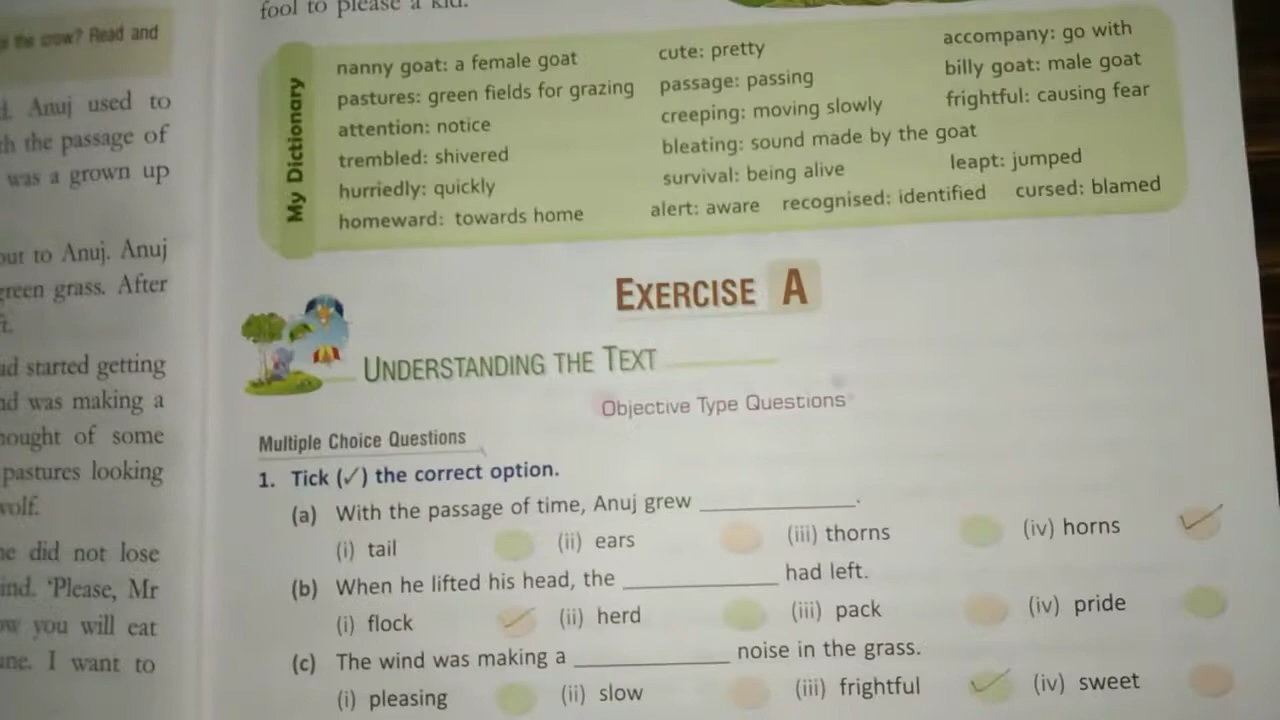 fool to please a kid.
the crow? Read and
Anuj used to
the passage of
was a grown up
out to Anuj. Anuj
green grass. After
started getting
was making a
thought of some
pastures looking
wolf.
did not lose
'Please, Mr
you will eat
I want to
My Dictionary
nanny goat: a female goat
pastures: green fields for grazing
attention: notice
trembled: shivered
hurriedly: quickly
homeward: towards home
cute: pretty
passage: passing
creeping: moving slowly
bleating: sound made by the goat
survival: being alive
alert: aware recognised: identified cursed: blamed
accompany: go with
billy goat: male goat
frightful: causing fear
leapt: jumped
EXERCISE A
UNDERSTANDING THE TEXT
Objective Type Questions
Multiple Choice Questions
1. Tick (✓) the correct option.
(a) With the passage of time, Anuj grew ____________.
(i) tail (ii) ears (iii) thorns (iv) horns ✓
(b) When he lifted his head, the ____________ had left.
(i) flock ✓ (ii) herd (iii) pack (iv) pride
(c) The wind was making a ____________ noise in the grass.
(i) pleasing (ii) slow (iii) frightful ✓ (iv) sweet